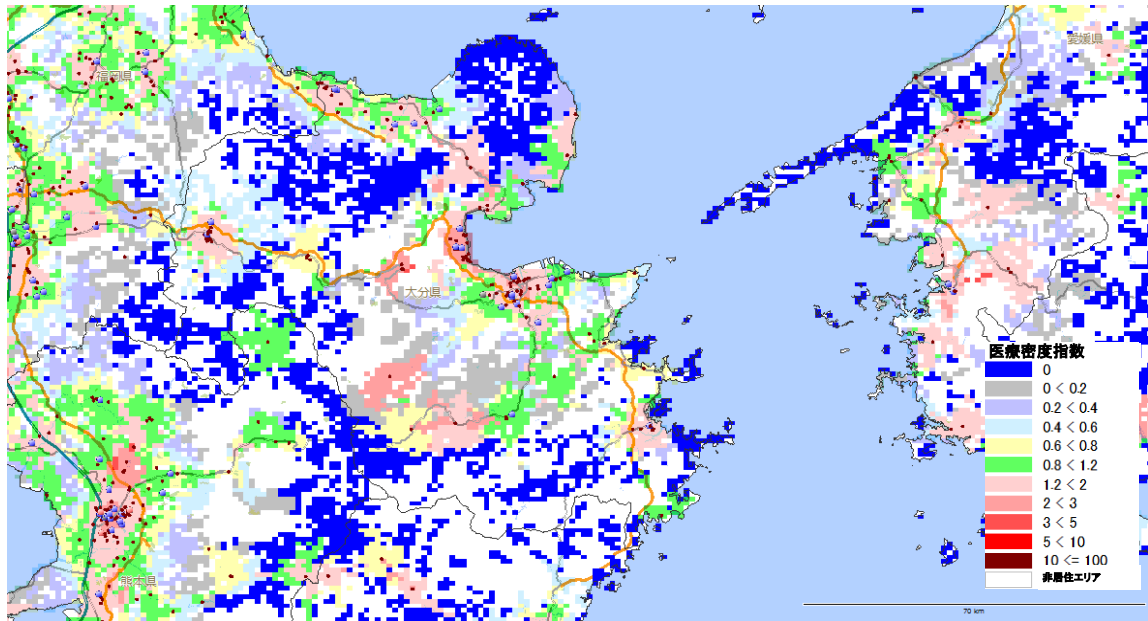 福岡県
愛媛県
大分県
熊本県
医療密度指数
0
0 < 0.2
0.2 < 0.4
0.4 < 0.6
0.6 < 0.8
0.8 < 1.2
1.2 < 2
2 < 3
3 < 5
5 < 10
10 <= 100
非居住エリア
70 km